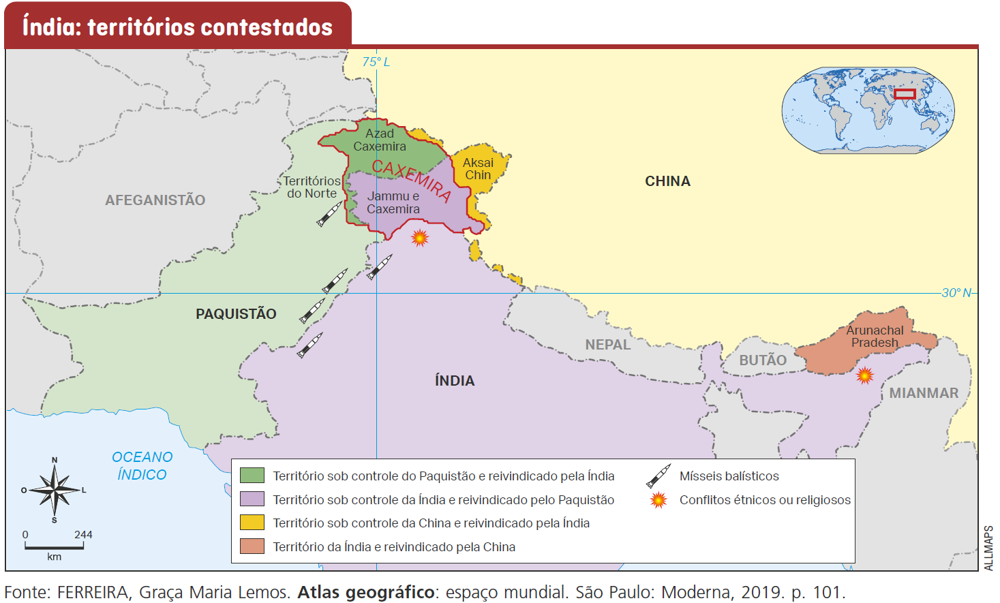 Índia: territórios contestados
75° L
Azad
Caxemira
CAXEMIRA
Aksai
Chin
CHINA
Territórios
do Norte
Jammu e
Caxemira
AFEGANISTÃO
30° N
PAQUISTÃO
NEPAL
BUTÃO
Arunachal
Pradesh
ÍNDIA
MIANMAR
OCEANO
ÍNDICO
N
O
L
S
0 244
km
Território sob controle do Paquistão e reivindicado pela Índia
Território sob controle da Índia e reivindicado pelo Paquistão
Território sob controle da China e reivindicado pela Índia
Território da Índia e reivindicado pela China
Mísseis balísticos
Conflitos étnicos ou religiosos
ALLMAPS
Fonte: FERREIRA, Graça Maria Lemos. Atlas geográfico: espaço mundial. São Paulo: Moderna, 2019. p. 101.